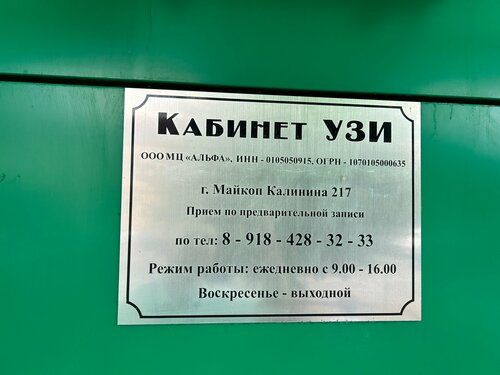 КАБИНЕТ УЗИ
ООО МЦ «АЛЬФА», ИНН - 0105050915, ОГРН - 1070105000635
г. Майкоп Калинина 217
Прием по предварительной записи
по тел: 8 - 918 - 428 - 32 - 33
Режим работы: ежедневно с 9.00 - 16.00
Воскресенье - выходной